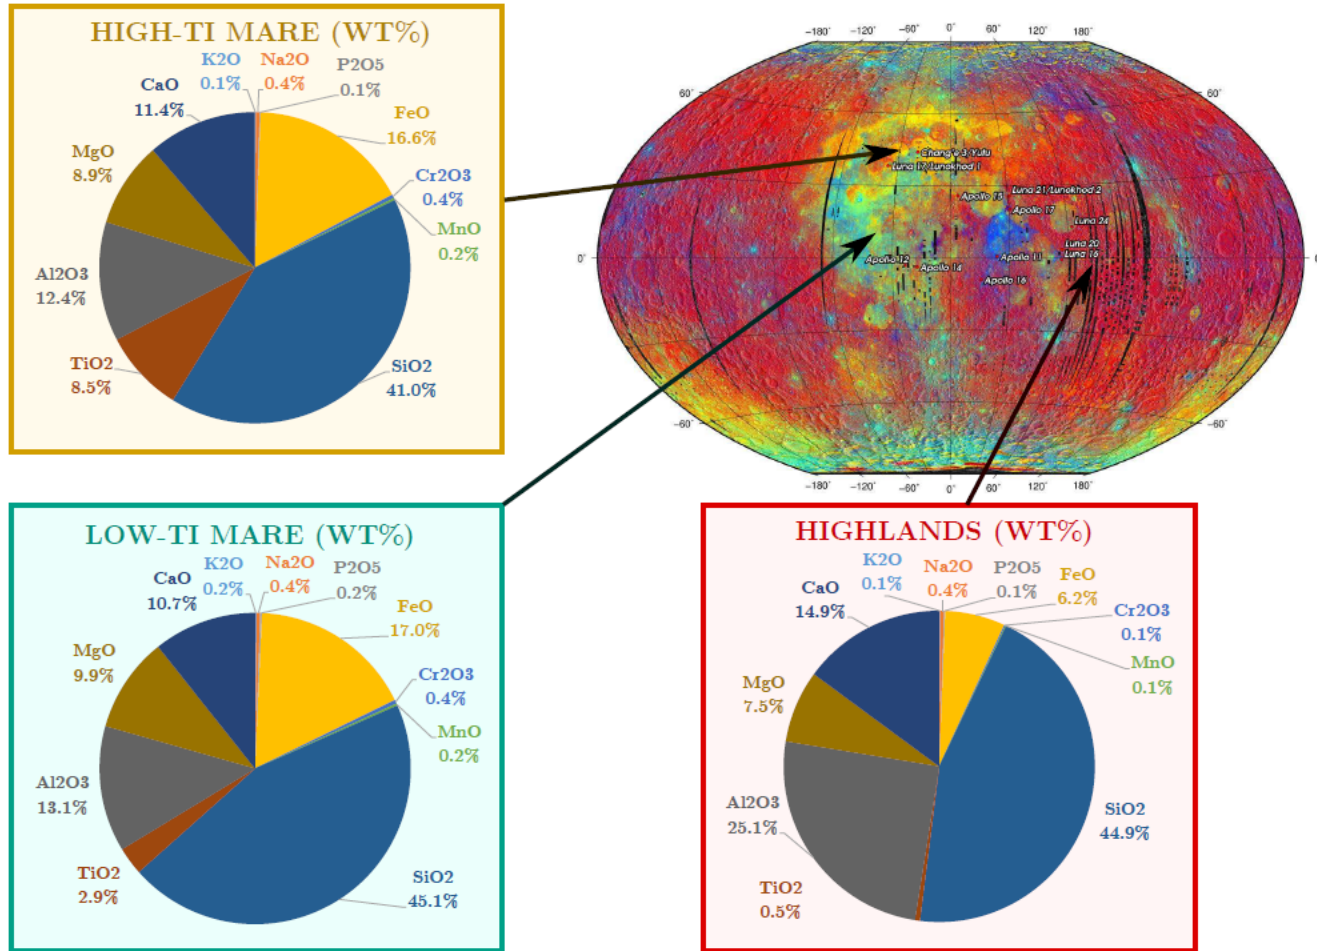 HIGH-TI MARE (WT%)
K2O
0.1%
Na2O
0.4%
P2O5
0.1%
CaO
11.4%
FeO
16.6%
MgO
8.9%
Cr2O3
0.4%
MnO
0.2%
Al2O3
12.4%
TiO2
8.5%
SiO2
41.0%
-180° -120° -60° 0° 60° 120° 180°
60° 60°
Chang'e 3/Yutu
Luna 17/Lunokhod 1
Apollo 15
Luna 21/Lunokhod 2
Apollo 17
Luna 24
Luna 20
Luna 16
0°
Apollo 12
Apollo 14
Apollo 11
Apollo 16
-60° -60°
-180° -120° -60° 0° 60° 120° 180°
LOW-TI MARE (WT%)
K2O
0.2%
Na2O
0.4%
P2O5
0.2%
CaO
10.7%
FeO
17.0%
MgO
9.9%
Cr2O3
0.4%
MnO
0.2%
Al2O3
13.1%
TiO2
2.9%
SiO2
45.1%
HIGHLANDS (WT%)
K2O
0.1%
Na2O
0.4%
P2O5
0.1%
CaO
14.9%
FeO
6.2%
Cr2O3
0.1%
MnO
0.1%
MgO
7.5%
Al2O3
25.1%
SiO2
44.9%
TiO2
0.5%